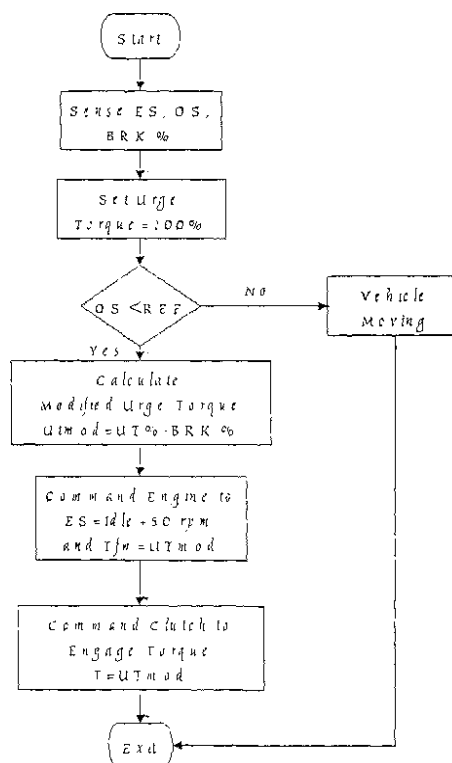 Start
Sense ES, OS,
BRK %
Set Urge
Torque = 100%
OS < REF
No
Vehicle
Moving
Yes
Calculate
Modified Urge Torque
Utmod = UT% - BRK %
Command Engine to
ES = Idle + 50 rpm
and Tfw = UTmod
Command Clutch to
Engage Torque
T = UTmod
Exit